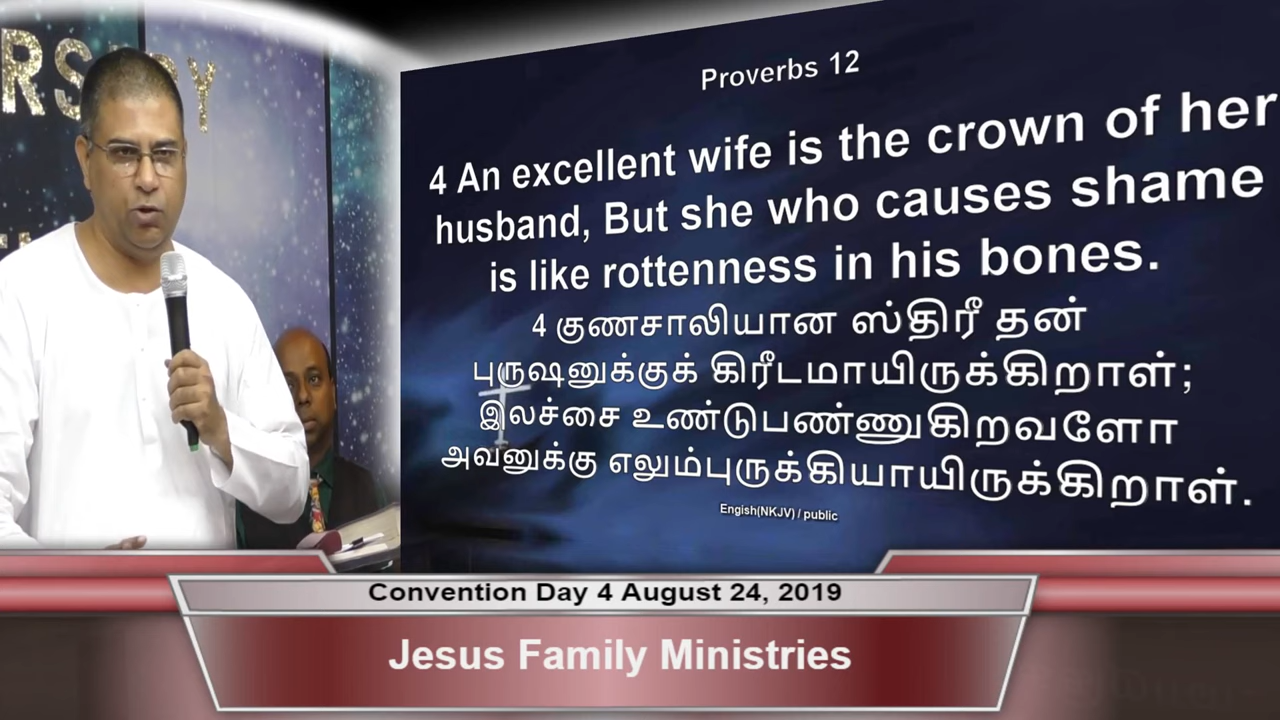 Proverbs 12
4 An excellent wife is the crown of her
husband, But she who causes shame
is like rottenness in his bones.
4 குணசாலியான ஸ்திரீ தன்
புருஷனுக்குக் கிரீடமாயிருக்கிறாள்;
இலச்சை உண்டுபண்ணுகிறவளோ
அவனுக்கு எலும்புருக்கியாயிருக்கிறாள்.
Engish(NKJV) / public
Convention Day 4 August 24, 2019
Jesus Family Ministries